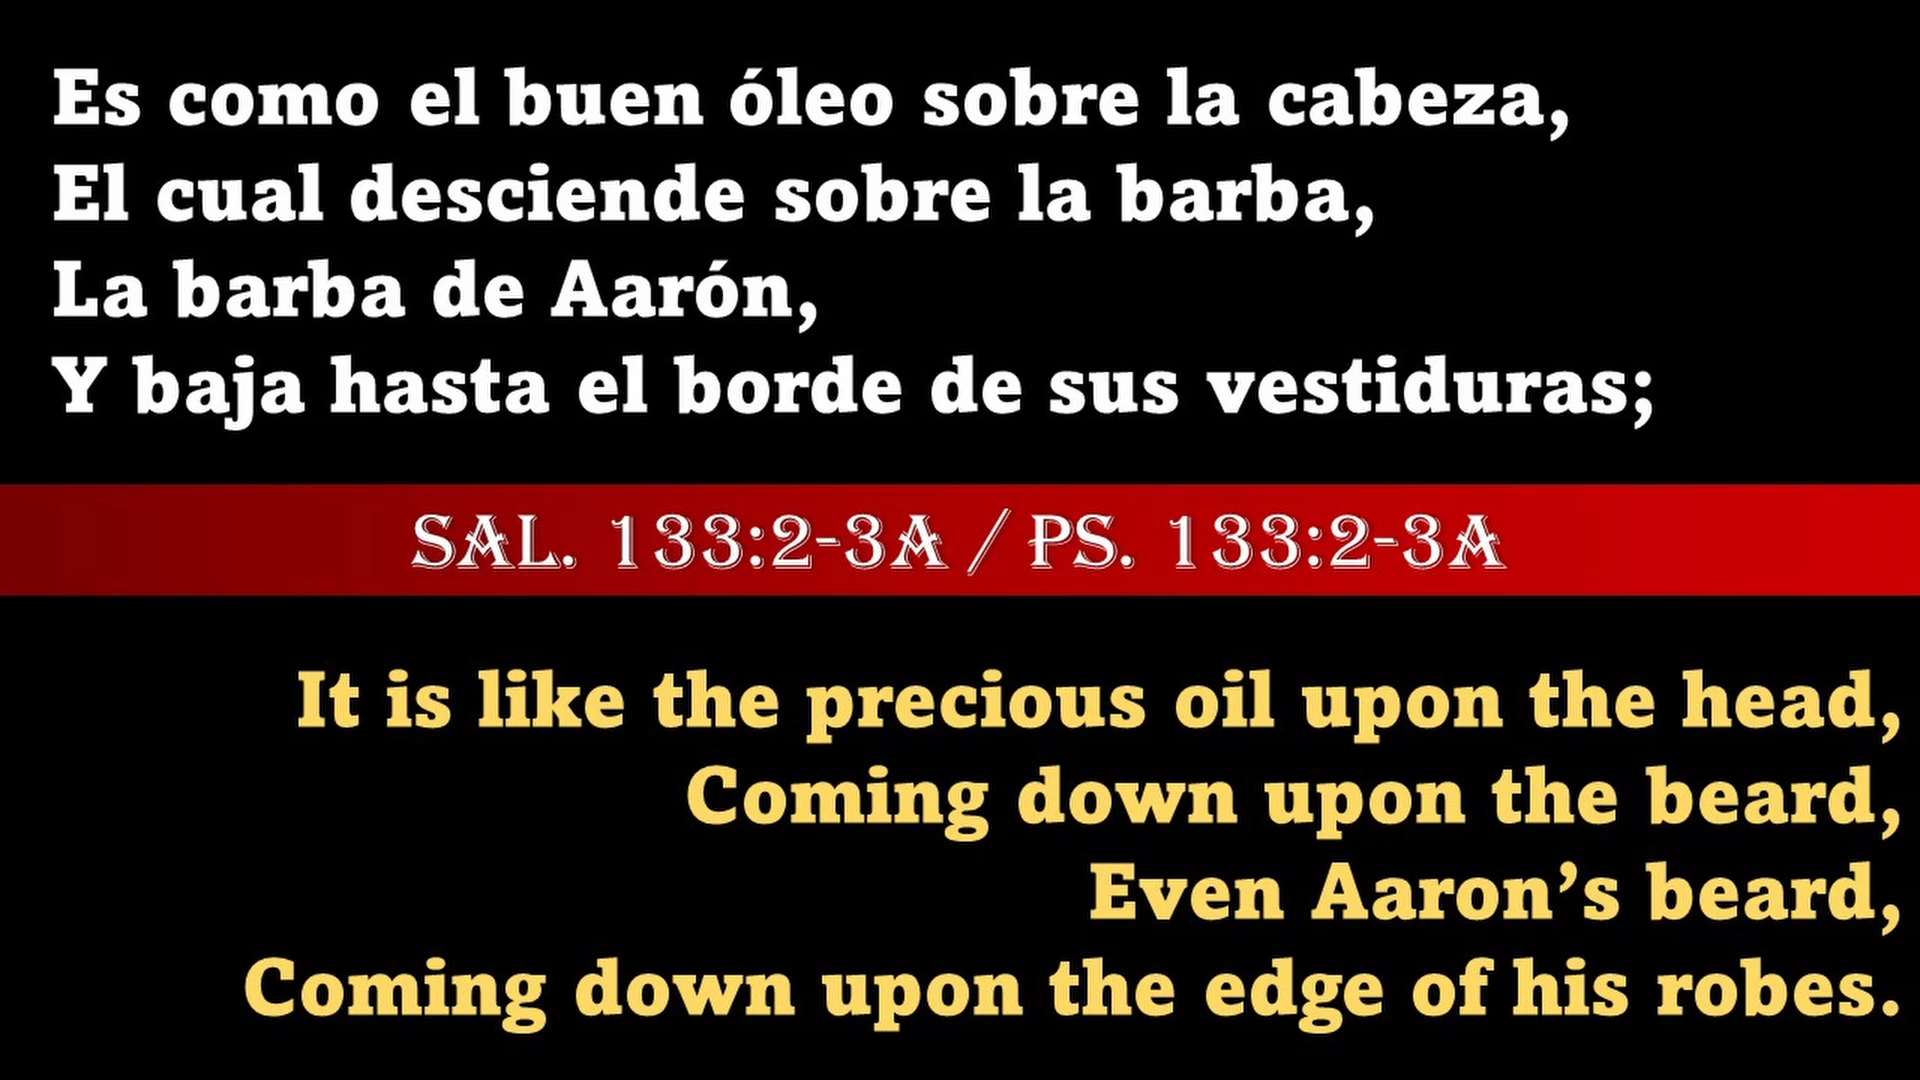 Es como el buen óleo sobre la cabeza,
El cual desciende sobre la barba,
La barba de Aarón,
Y baja hasta el borde de sus vestiduras;
SAL. 133:2-3A / PS. 133:2-3A
It is like the precious oil upon the head,
Coming down upon the beard,
Even Aaron’s beard,
Coming down upon the edge of his robes.